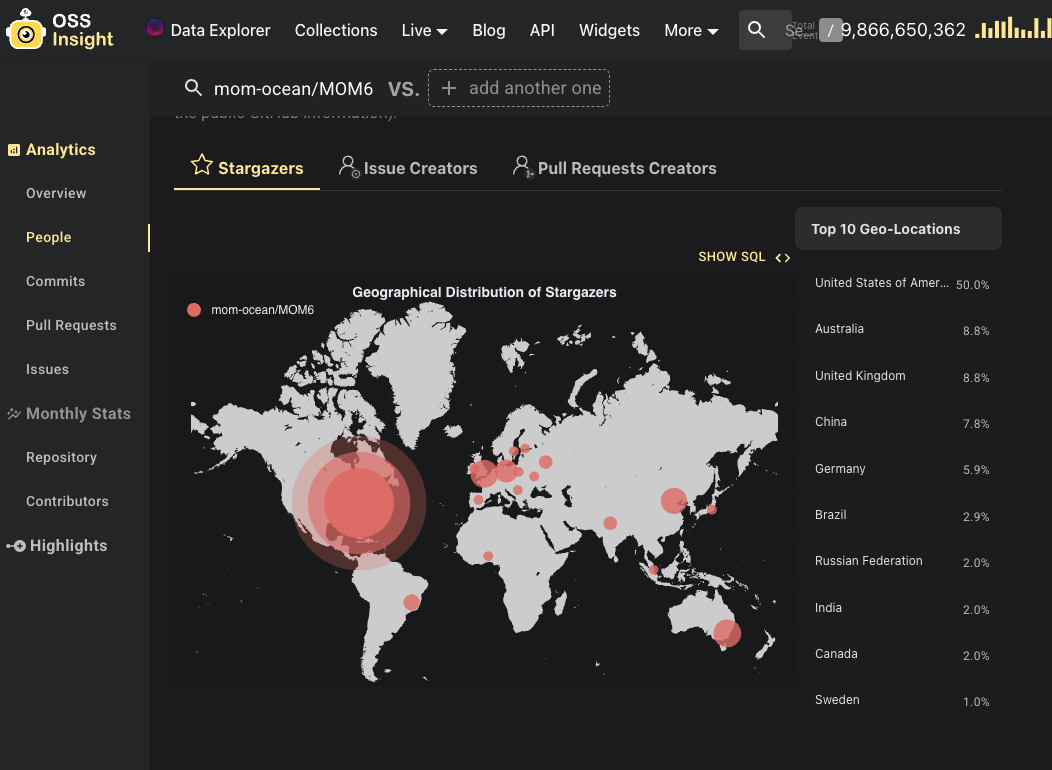 OSS
Insight
Data Explorer
Collections
Live
Blog
API
Widgets
More
Se...
Total
Event
/
9,866,650,362
mom-ocean/MOM6
VS.
+ add another one
the public GitHub information).
Analytics
Overview
People
Commits
Pull Requests
Issues
Monthly Stats
Repository
Contributors
Highlights
Stargazers
Issue Creators
Pull Requests Creators
SHOW SQL <>
Geographical Distribution of Stargazers
mom-ocean/MOM6
Top 10 Geo-Locations
United States of Amer... 50.0%
Australia 8.8%
United Kingdom 8.8%
China 7.8%
Germany 5.9%
Brazil 2.9%
Russian Federation 2.0%
India 2.0%
Canada 2.0%
Sweden 1.0%